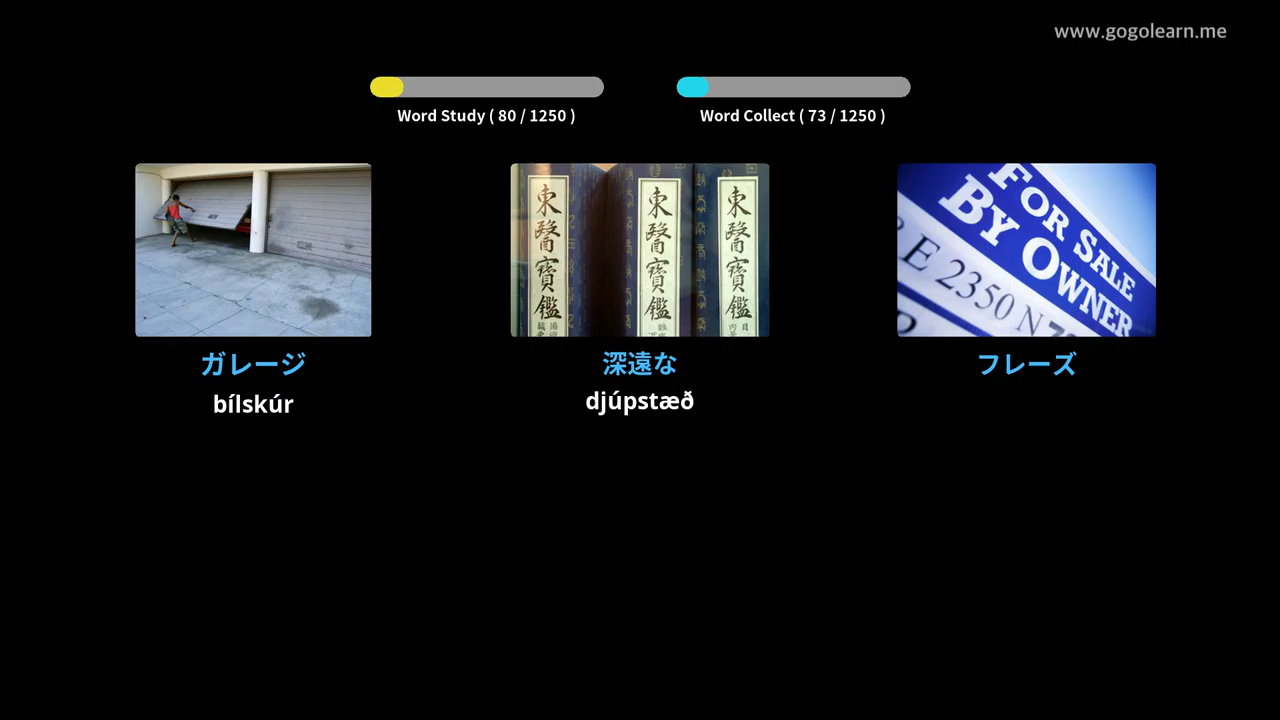 www.gogolearn.me
Word Study ( 80 / 1250 )
Word Collect ( 73 / 1250 )
東醫寶鑑
東醫寶鑑
東醫寶鑑
FOR SALE
BY OWNER
E 2350 N
ガレージ
深遠な
フレーズ
bílskúr
djúpstæð